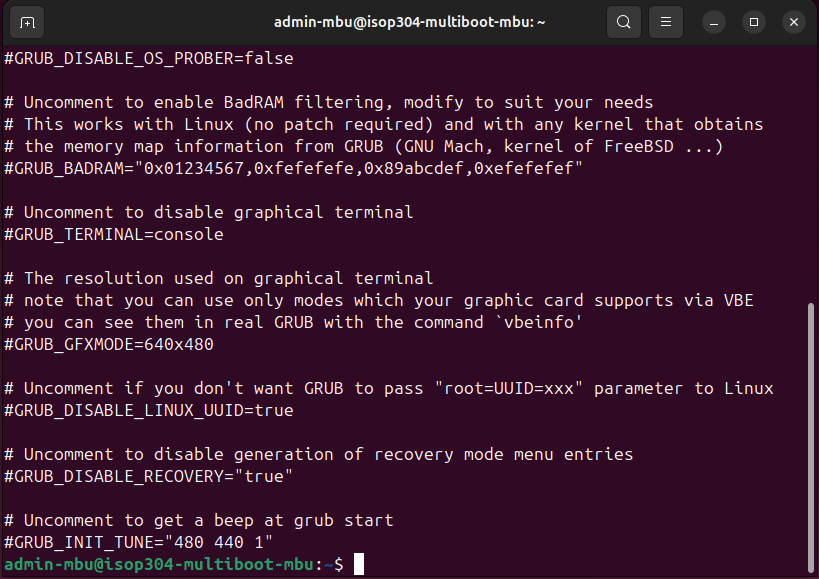 admin-mbu@isop304-multiboot-mbu: ~
#GRUB_DISABLE_OS_PROBER=false
# Uncomment to enable BadRAM filtering, modify to suit your needs
# This works with Linux (no patch required) and with any kernel that obtains
# the memory map information from GRUB (GNU Mach, kernel of FreeBSD ...)
#GRUB_BADRAM="0x01234567,0xfefefefe,0x89abcdef,0xefefefef"
# Uncomment to disable graphical terminal
#GRUB_TERMINAL=console
# The resolution used on graphical terminal
# note that you can use only modes which your graphic card supports via VBE
# you can see them in real GRUB with the command `vbeinfo'
#GRUB_GFXMODE=640x480
# Uncomment if you don't want GRUB to pass "root=UUID=xxx" parameter to Linux
#GRUB_DISABLE_LINUX_UUID=true
# Uncomment to disable generation of recovery mode menu entries
#GRUB_DISABLE_RECOVERY="true"
# Uncomment to get a beep at grub start
#GRUB_INIT_TUNE="480 440 1"
admin-mbu@isop304-multiboot-mbu:~$